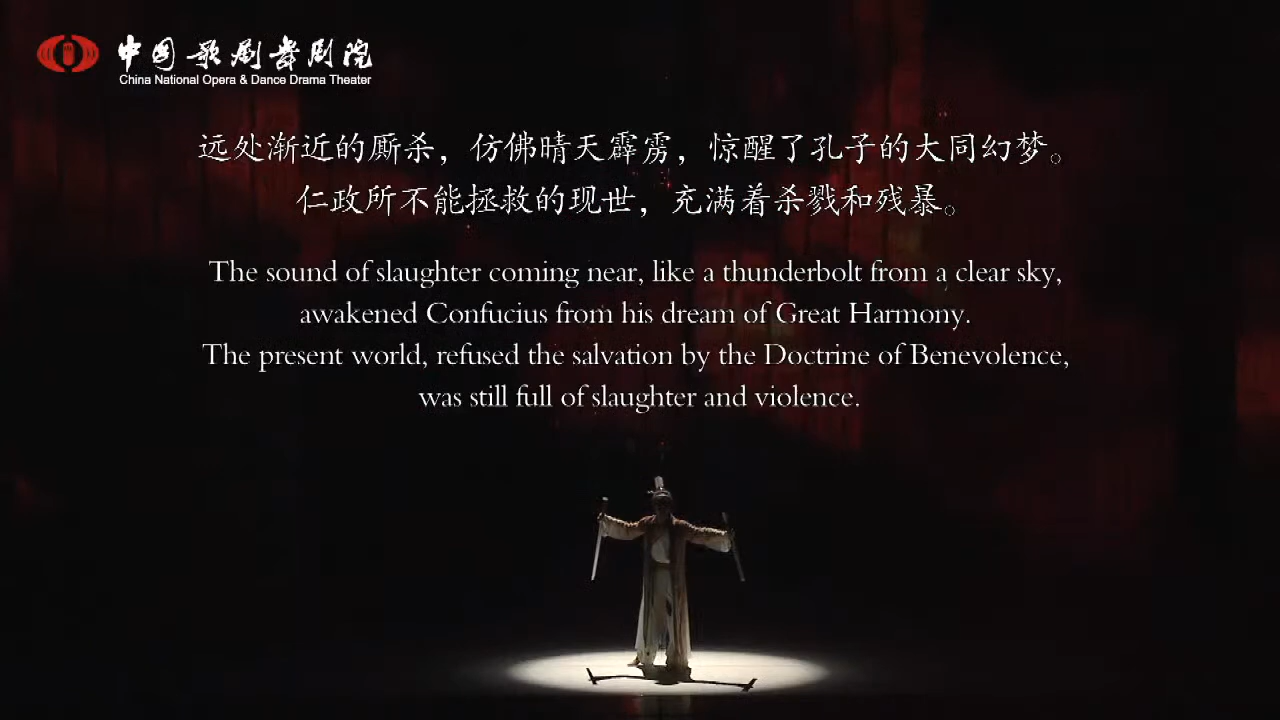 中国歌剧舞剧院
China National Opera & Dance Drama Theater
远处渐近的厮杀，仿佛晴天霹雳，惊醒了孔子的大同幻梦。
仁政所不能拯救的现世，充满着杀戮和残暴。
The sound of slaughter coming near, like a thunderbolt from a clear sky,
awakened Confucius from his dream of Great Harmony.
The present world, refused the salvation by the Doctrine of Benevolence,
was still full of slaughter and violence.